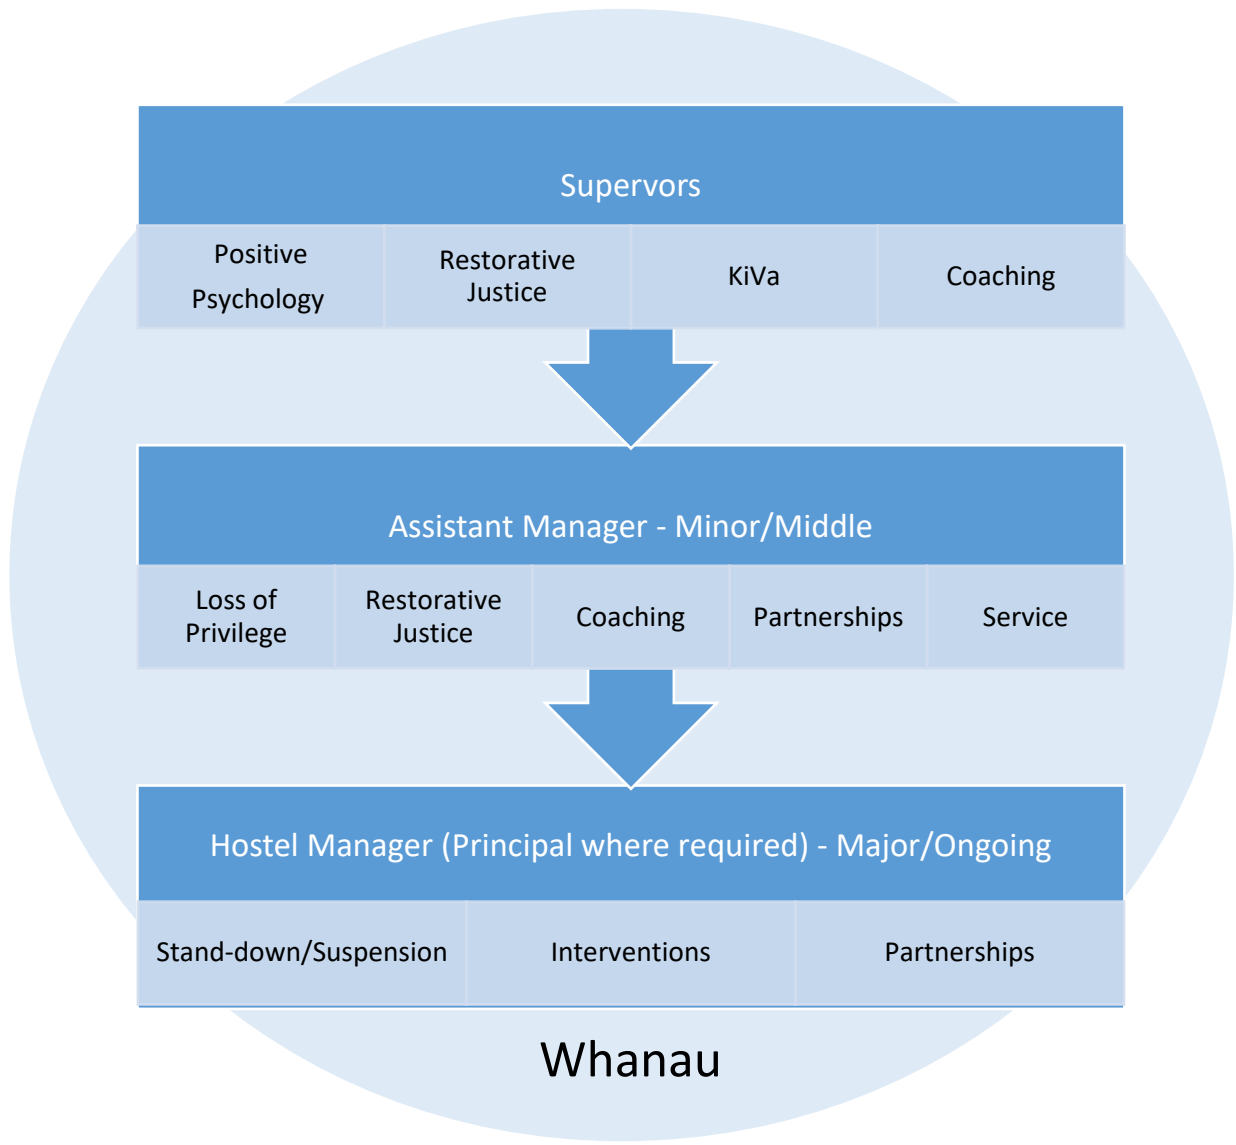 Supervors
Positive
Psychology
Restorative
Justice
KiVa
Coaching
Assistant Manager - Minor/Middle
Loss of
Privilege
Restorative
Justice
Coaching
Partnerships
Service
Hostel Manager (Principal where required) - Major/Ongoing
Stand-down/Suspension
Interventions
Partnerships
Whanau